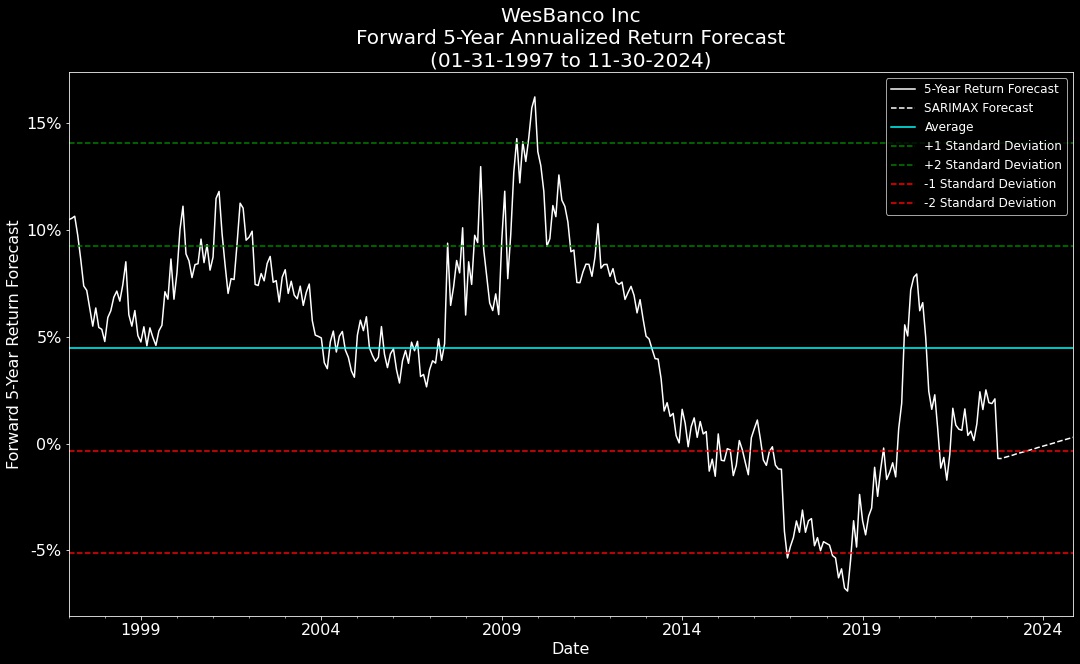 WesBanco Inc
Forward 5-Year Annualized Return Forecast
(01-31-1997 to 11-30-2024)
5-Year Return Forecast
SARIMAX Forecast
Average
+1 Standard Deviation
+2 Standard Deviation
-1 Standard Deviation
-2 Standard Deviation
Forward 5-Year Return Forecast
15%
10%
5%
0%
-5%
1999 2004 2009 2014 2019 2024
Date